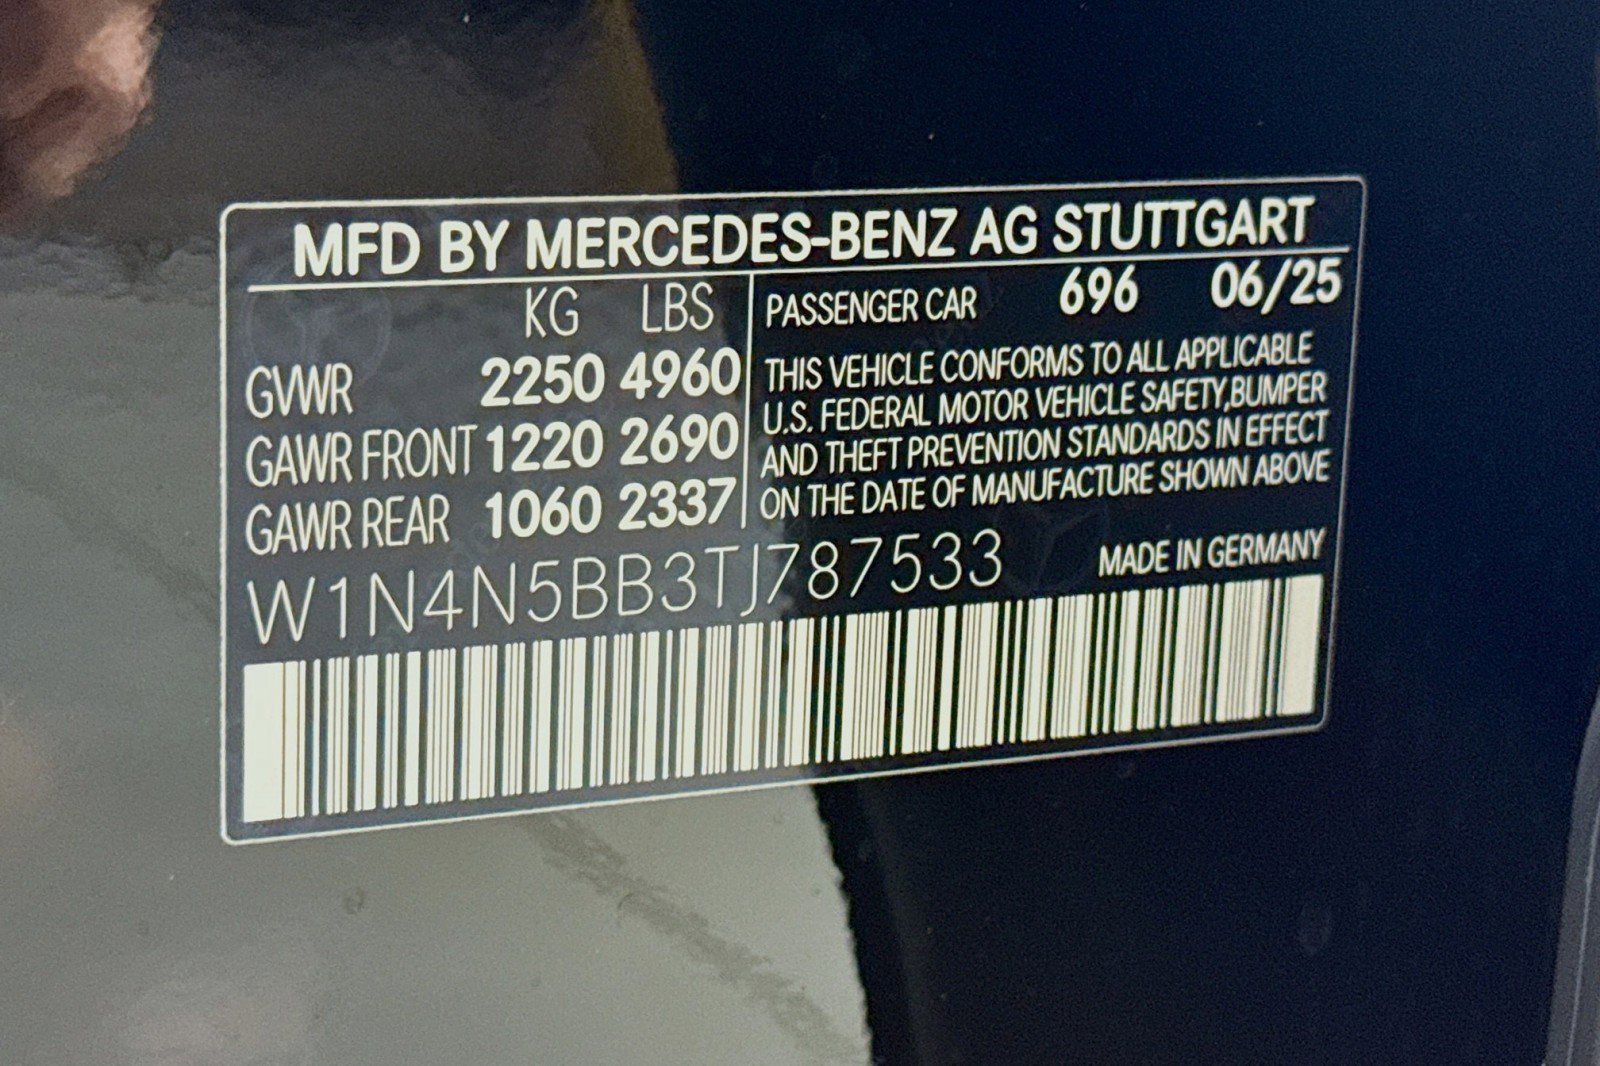 MFD BY MERCEDES-BENZ AG STUTTGART
KG LBS
GVWR 2250 4960
GAWR FRONT 1220 2690
GAWR REAR 1060 2337
PASSENGER CAR 696 06/25
THIS VEHICLE CONFORMS TO ALL APPLICABLE
U.S. FEDERAL MOTOR VEHICLE SAFETY,BUMPER
AND THEFT PREVENTION STANDARDS IN EFFECT
ON THE DATE OF MANUFACTURE SHOWN ABOVE
W1N4N5BB3TJ787533
MADE IN GERMANY